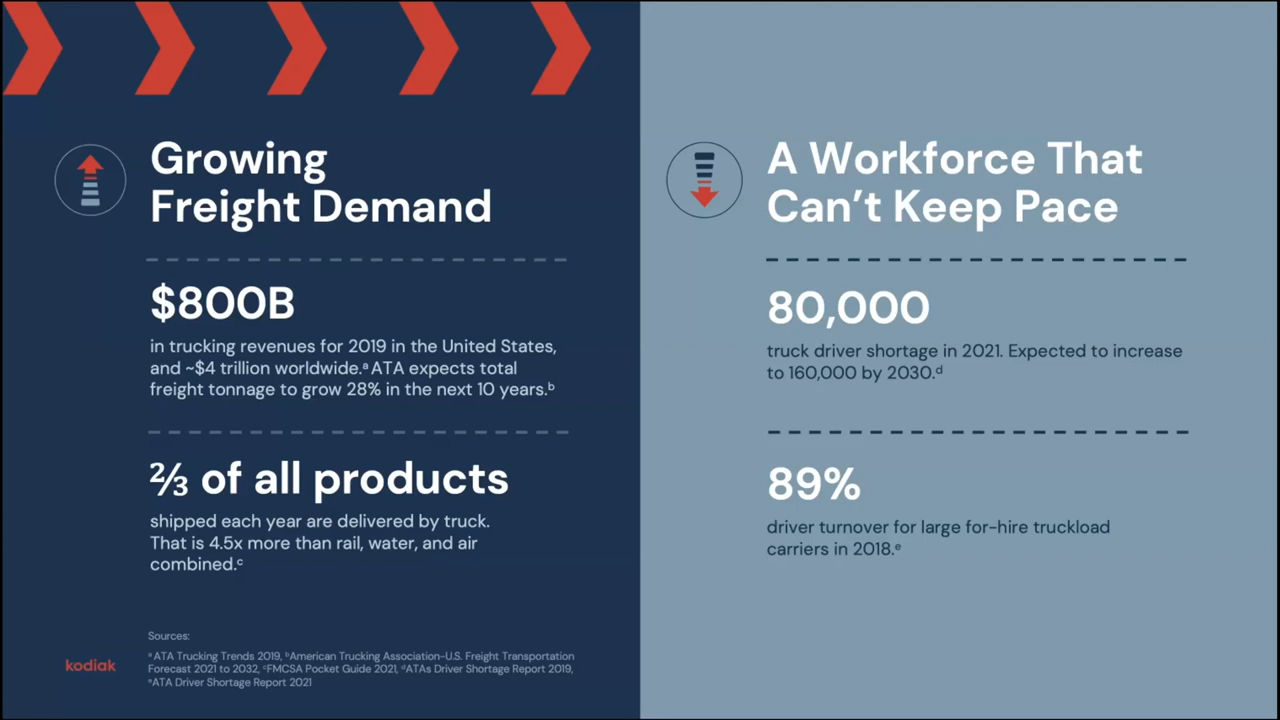 Growing
Freight Demand
$800B
in trucking revenues for 2019 in the United States,
and ~$4 trillion worldwide.ᵃ ATA expects total
freight tonnage to grow 28% in the next 10 years.ᵇ
⅔ of all products
shipped each year are delivered by truck.
That is 4.5x more than rail, water, and air
combined.ᶜ
Sources:
ᵃ ATA Trucking Trends 2019, ᵇAmerican Trucking Association-U.S. Freight Transportation
Forecast 2021 to 2032, ᶜFMCSA Pocket Guide 2021, ᵈATAs Driver Shortage Report 2019,
ᵉATA Driver Shortage Report 2021
kodiak
A Workforce That
Can’t Keep Pace
80,000
truck driver shortage in 2021. Expected to increase
to 160,000 by 2030.ᵈ
89%
driver turnover for large for-hire truckload
carriers in 2018.ᵉ